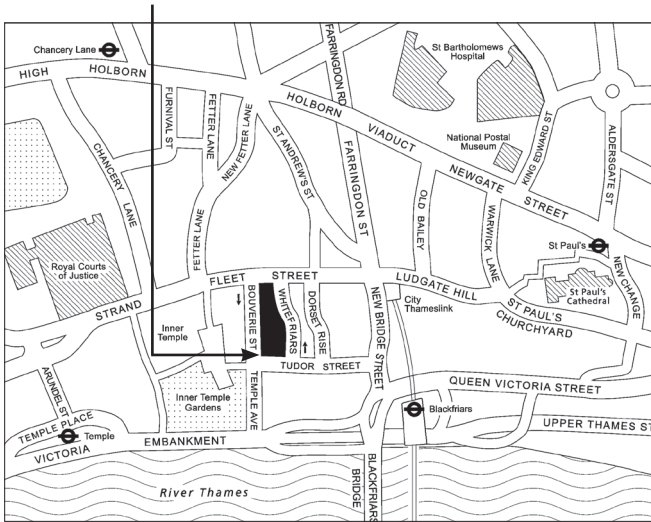 Chancery Lane
HIGH HOLBORN
FURNIVAL ST
FETTER LANE
NEW FETTER LANE
CHANCERY LANE
FETTER LANE
ST ANDREW'S ST
FARRINGDON RD
FARRINGDON ST
HOLBORN VIADUCT
St Bartholomews
Hospital
National Postal
Museum
KING EDWARD ST
ALDERSGATE ST
NEWGATE STREET
OLD BAILEY
WARWICK LANE
St Paul's
St Paul's
Cathedral
NEW CHANGE
ST PAUL'S
CHURCHYARD
Royal Courts
of Justice
STRAND
FLEET STREET
LUDGATE HILL
City
Thameslink
Inner
Temple
BOUVERIE ST
WHITEFRIARS
DORSET RISE
NEW BRIDGE STREET
TUDOR STREET
Inner Temple
Gardens
TEMPLE AVE
QUEEN VICTORIA STREET
ARUNDEL ST
TEMPLE PLACE
Temple
Blackfriars
UPPER THAMES ST
VICTORIA EMBANKMENT
BLACKFRIARS
BRIDGE
River Thames